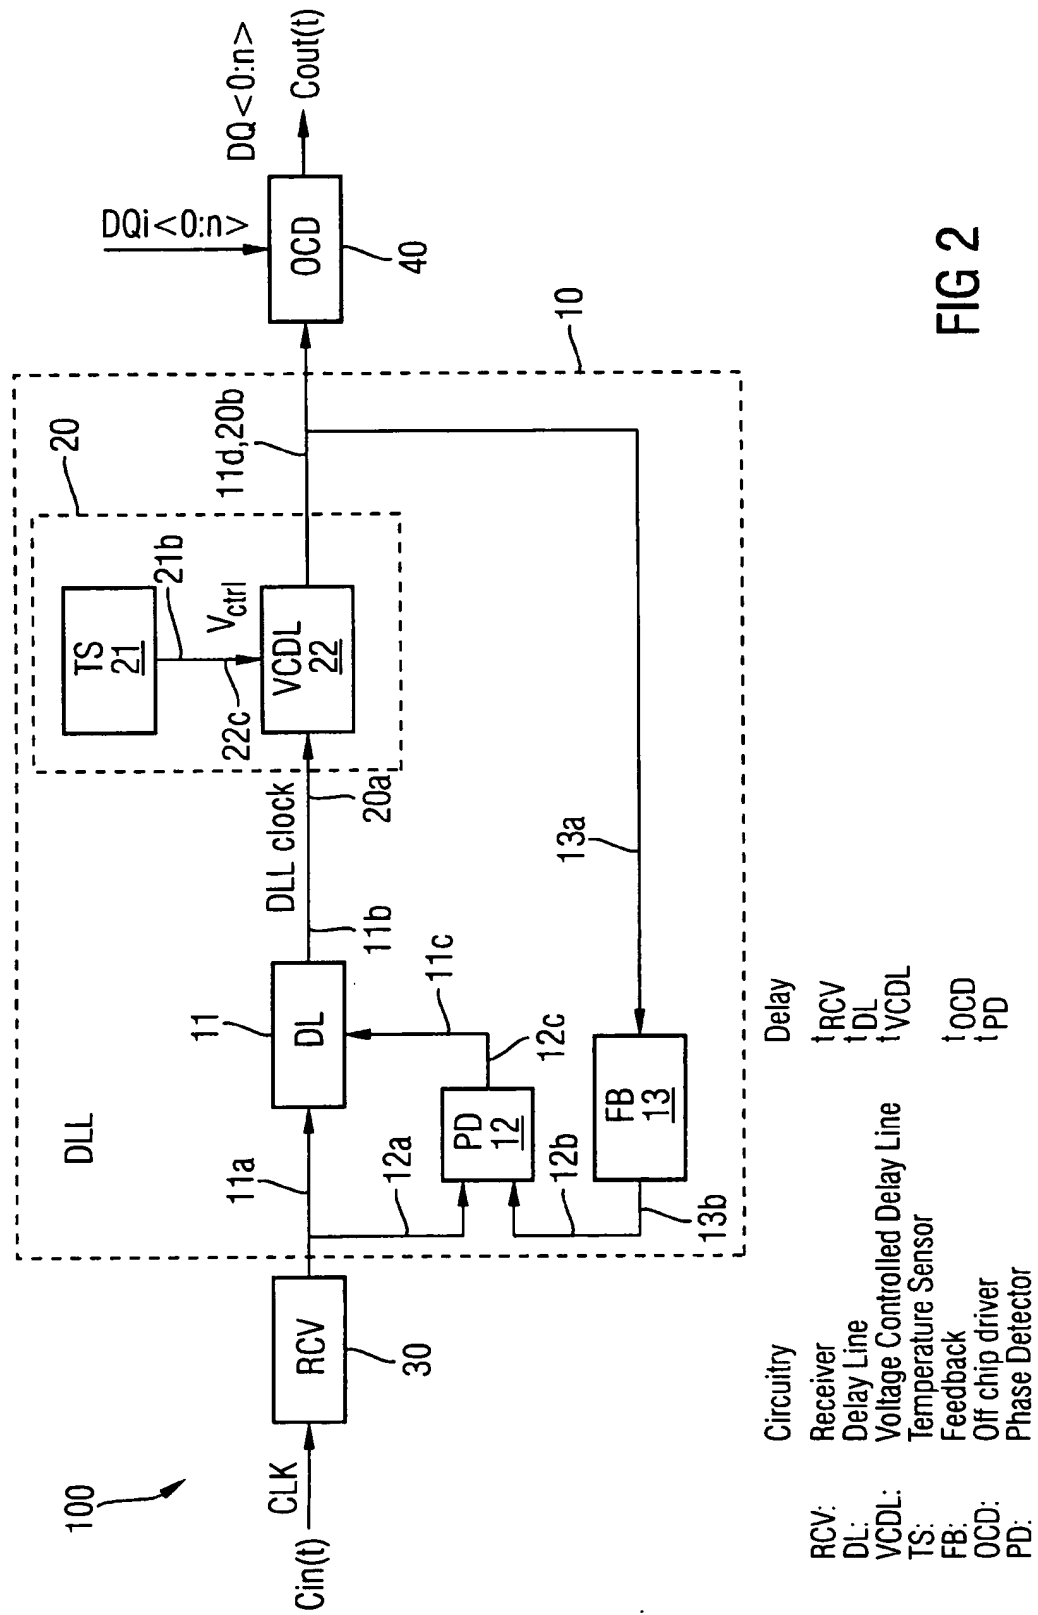 100
Cin(t)
CLK
RCV
30
DLL
11a
12a
11
DL
PD
12
12b
12c
11c
FB
13
13b
13a
11b
DLL clock
20a
20
TS
21
21b
22c
Vctrl
VCDL
22
11d,20b
10
DQi<0:n>
OCD
40
DQ<0:n>
Cout(t)
Circuitry Delay
RCV: Receiver tRCV
DL: Delay Line tDL
VCDL: Voltage Controlled Delay Line tVCDL
TS: Temperature Sensor
FB: Feedback
OCD: Off chip driver tOCD
PD: Phase Detector tPD
FIG 2